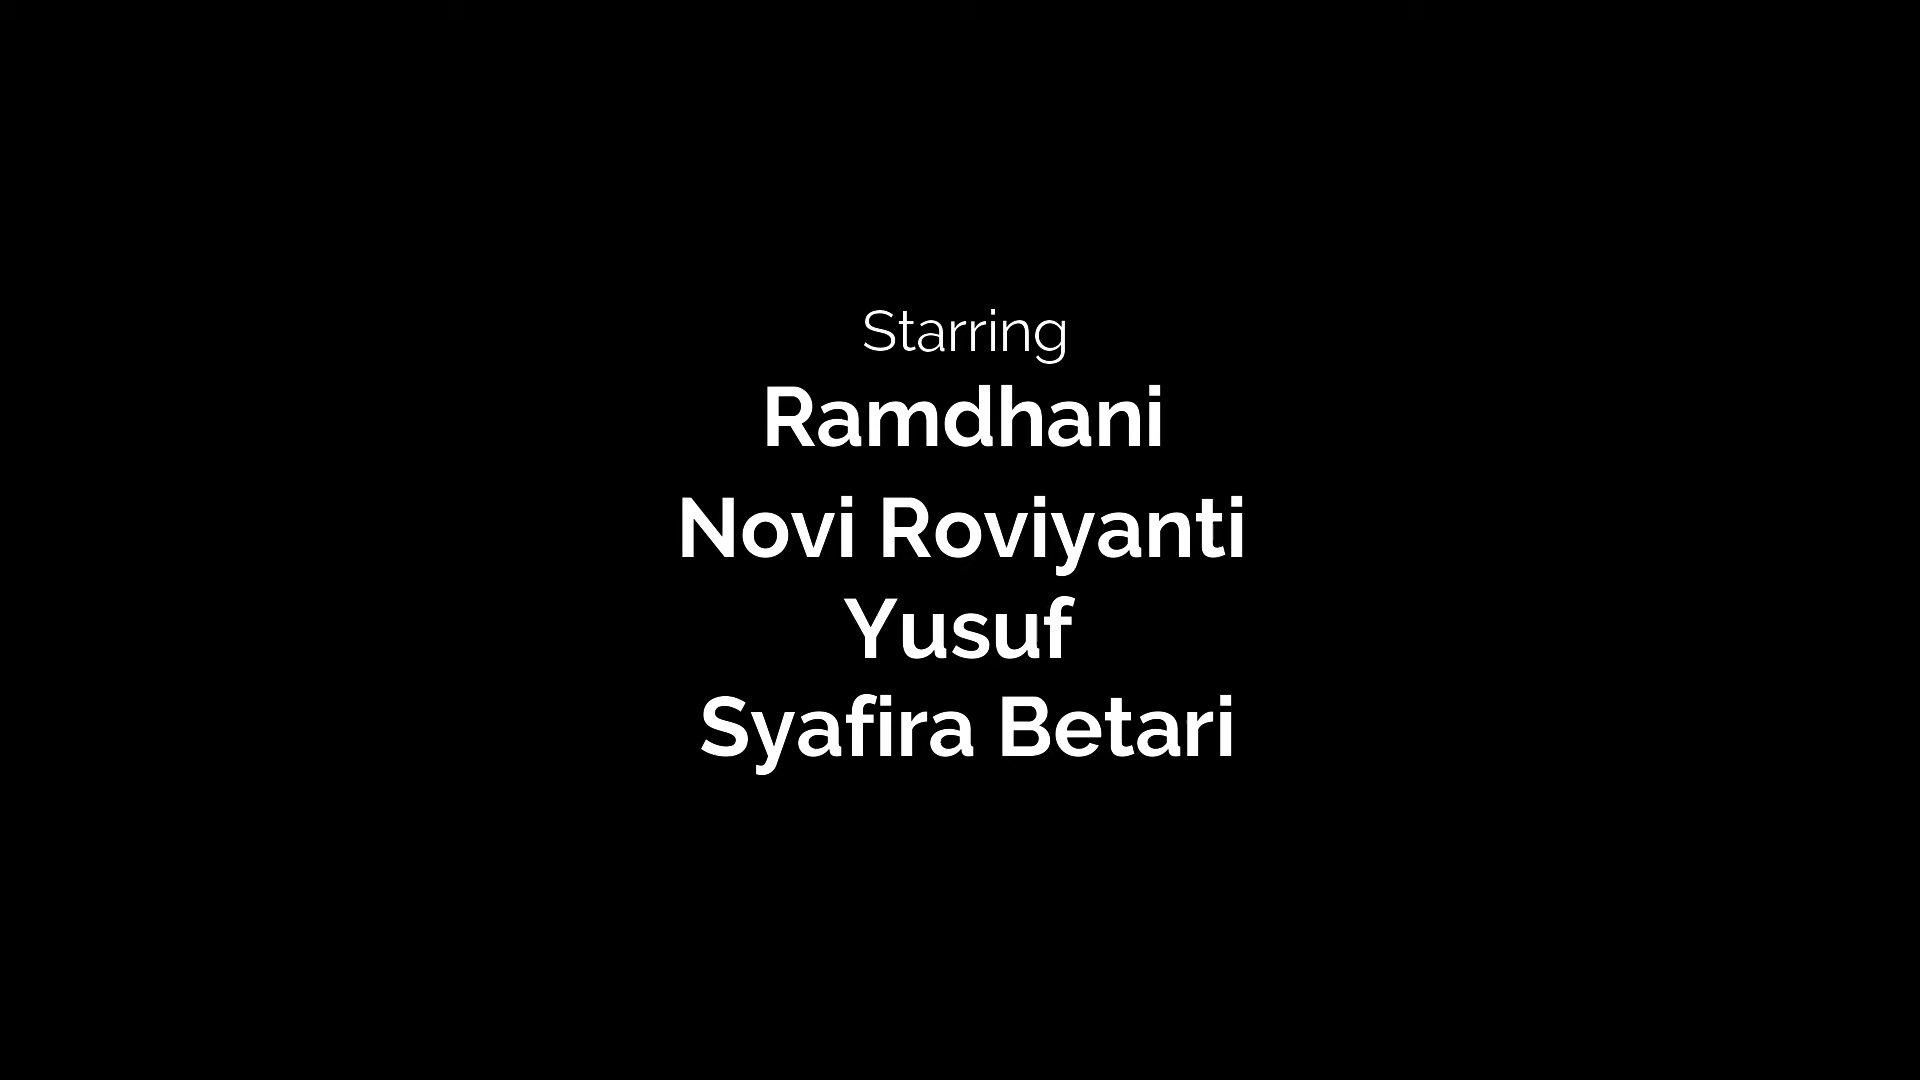 Starring
Ramdhani
Novi Roviyanti
Yusuf
Syafira Betari